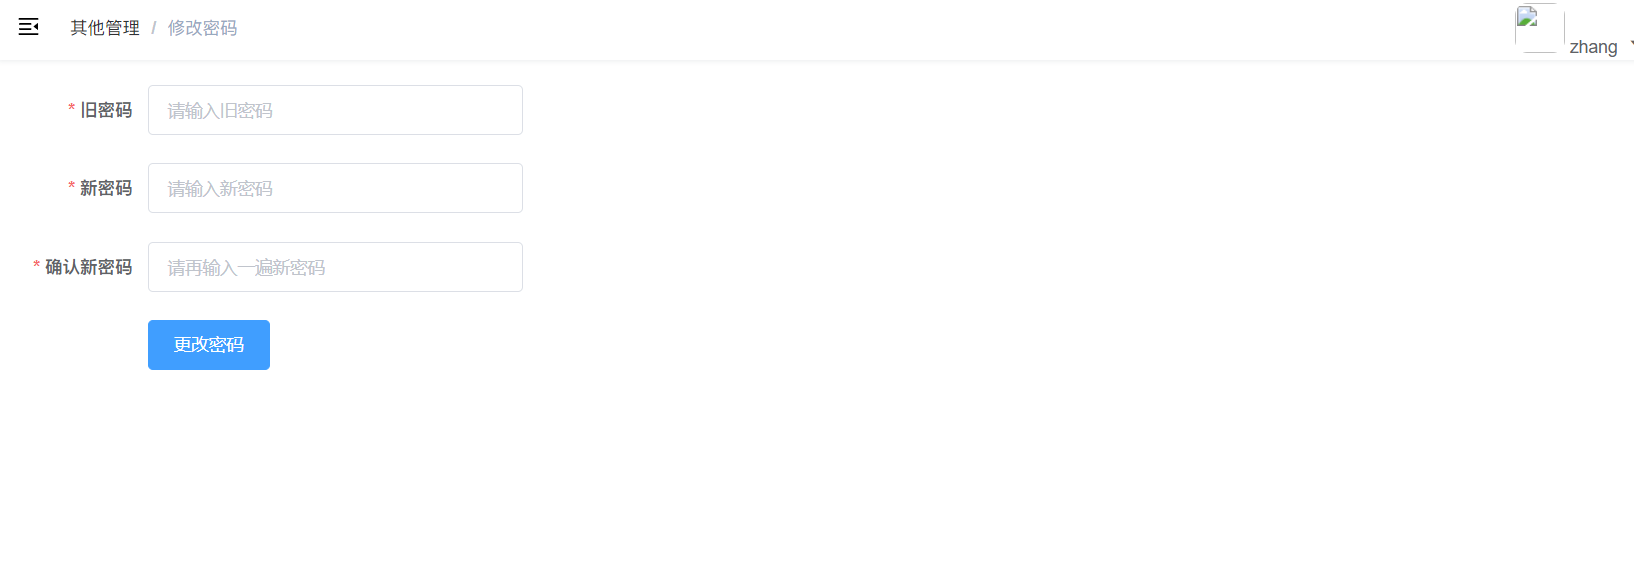 其他管理 / 修改密码
zhang
* 旧密码 请输入旧密码
* 新密码 请输入新密码
* 确认新密码 请再输入一遍新密码
更改密码